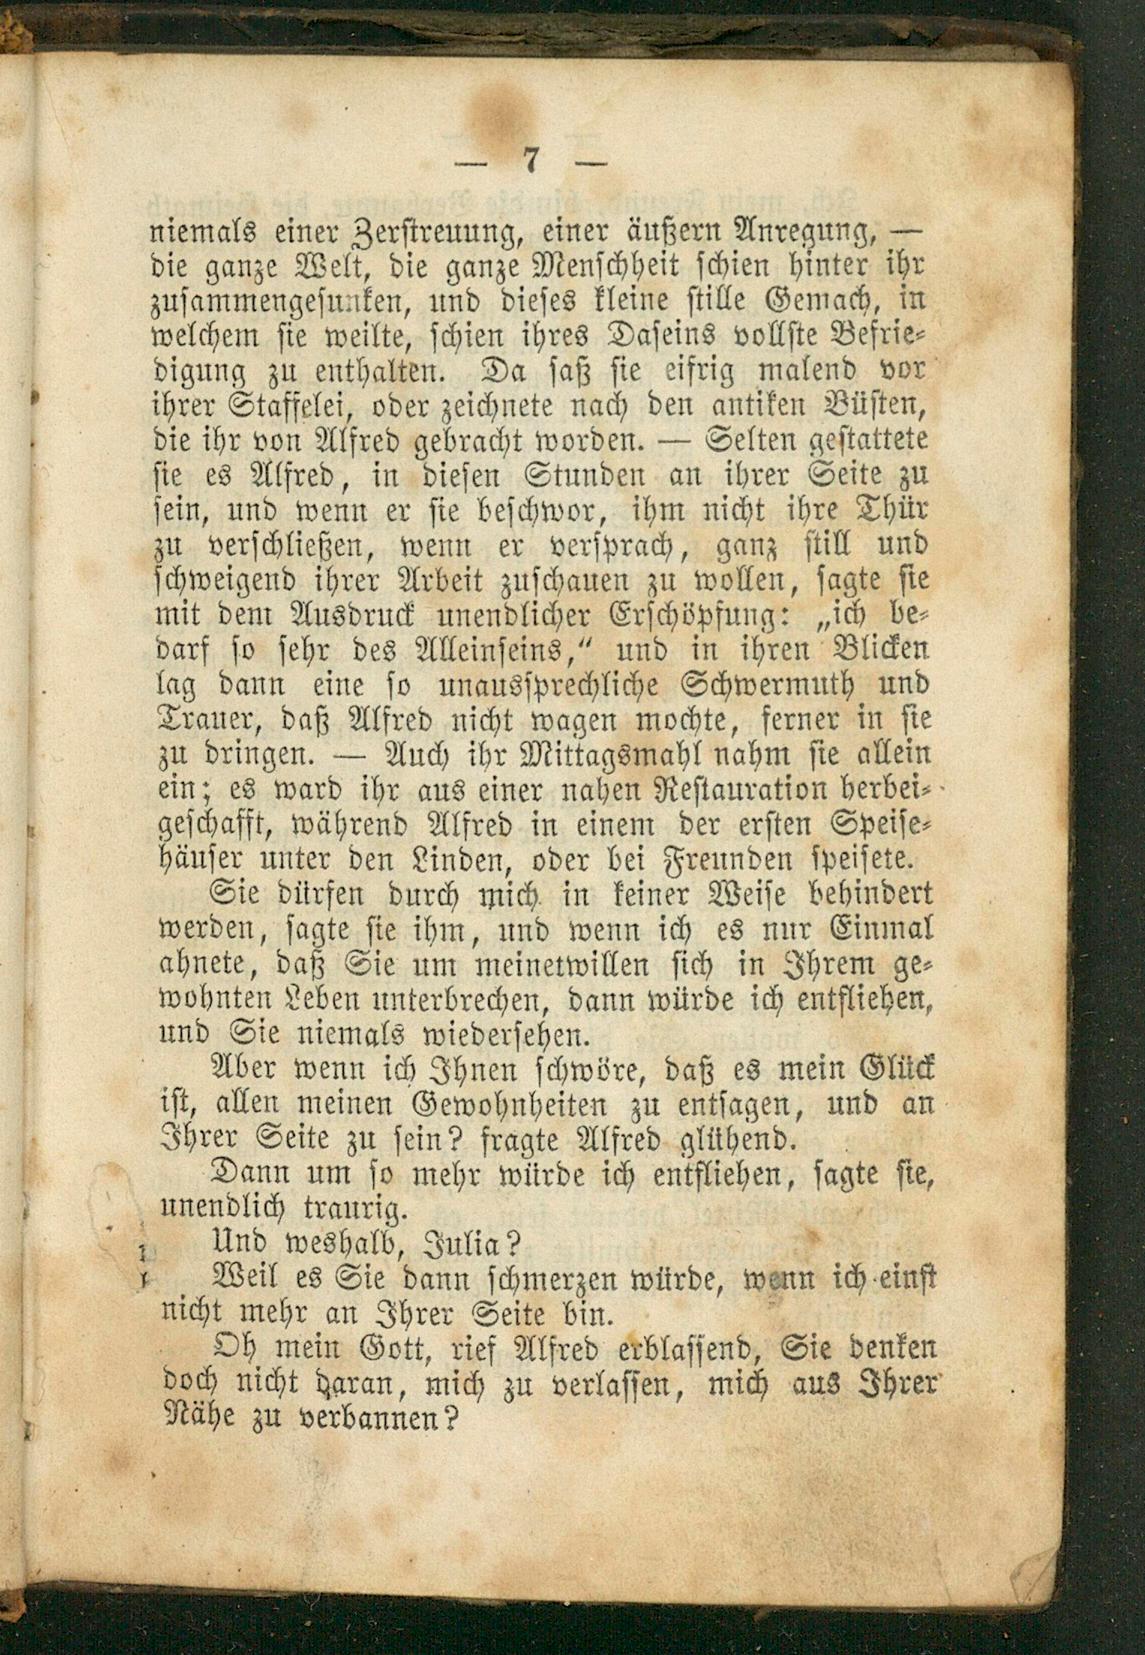 — 7 —
niemals einer Zerstreuung, einer äußern Anregung, —
die ganze Welt, die ganze Menschheit schien hinter ihr
zusammengesunken, und dieses kleine stille Gemach, in
welchem sie weilte, schien ihres Daseins vollste Befrie-
digung zu enthalten. Da saß sie eifrig malend vor
ihrer Staffelei, oder zeichnete nach den antiken Büsten,
die ihr von Alfred gebracht worden. — Selten gestattete
sie es Alfred, in diesen Stunden an ihrer Seite zu
sein, und wenn er sie beschwor, ihm nicht ihre Thür
zu verschließen, wenn er versprach, ganz still und
schweigend ihrer Arbeit zuschauen zu wollen, sagte sie
mit dem Ausdruck unendlicher Erschöpfung: „ich be-
darf so sehr des Alleinseins,“ und in ihren Blicken
lag dann eine so unaussprechliche Schwermuth und
Trauer, daß Alfred nicht wagen mochte, ferner in sie
zu dringen. — Auch ihr Mittagsmahl nahm sie allein
ein; es ward ihr aus einer nahen Restauration herbei-
geschafft, während Alfred in einem der ersten Speise-
häuser unter den Linden, oder bei Freunden speisete.
Sie dürfen durch mich in keiner Weise behindert
werden, sagte sie ihm, und wenn ich es nur Einmal
ahnete, daß Sie um meinetwillen sich in Ihrem ge-
wohnten Leben unterbrechen, dann würde ich entfliehen,
und Sie niemals wiedersehen.
Aber wenn ich Ihnen schwöre, daß es mein Glück
ist, allen meinen Gewohnheiten zu entsagen, und an
Ihrer Seite zu sein? fragte Alfred glühend.
Dann um so mehr würde ich entfliehen, sagte sie,
unendlich traurig.
Und weshalb, Julia?
Weil es Sie dann schmerzen würde, wenn ich einst
nicht mehr an Ihrer Seite bin.
Oh mein Gott, rief Alfred erblassend, Sie denken
doch nicht daran, mich zu verlassen, mich aus Ihrer
Nähe zu verbannen?